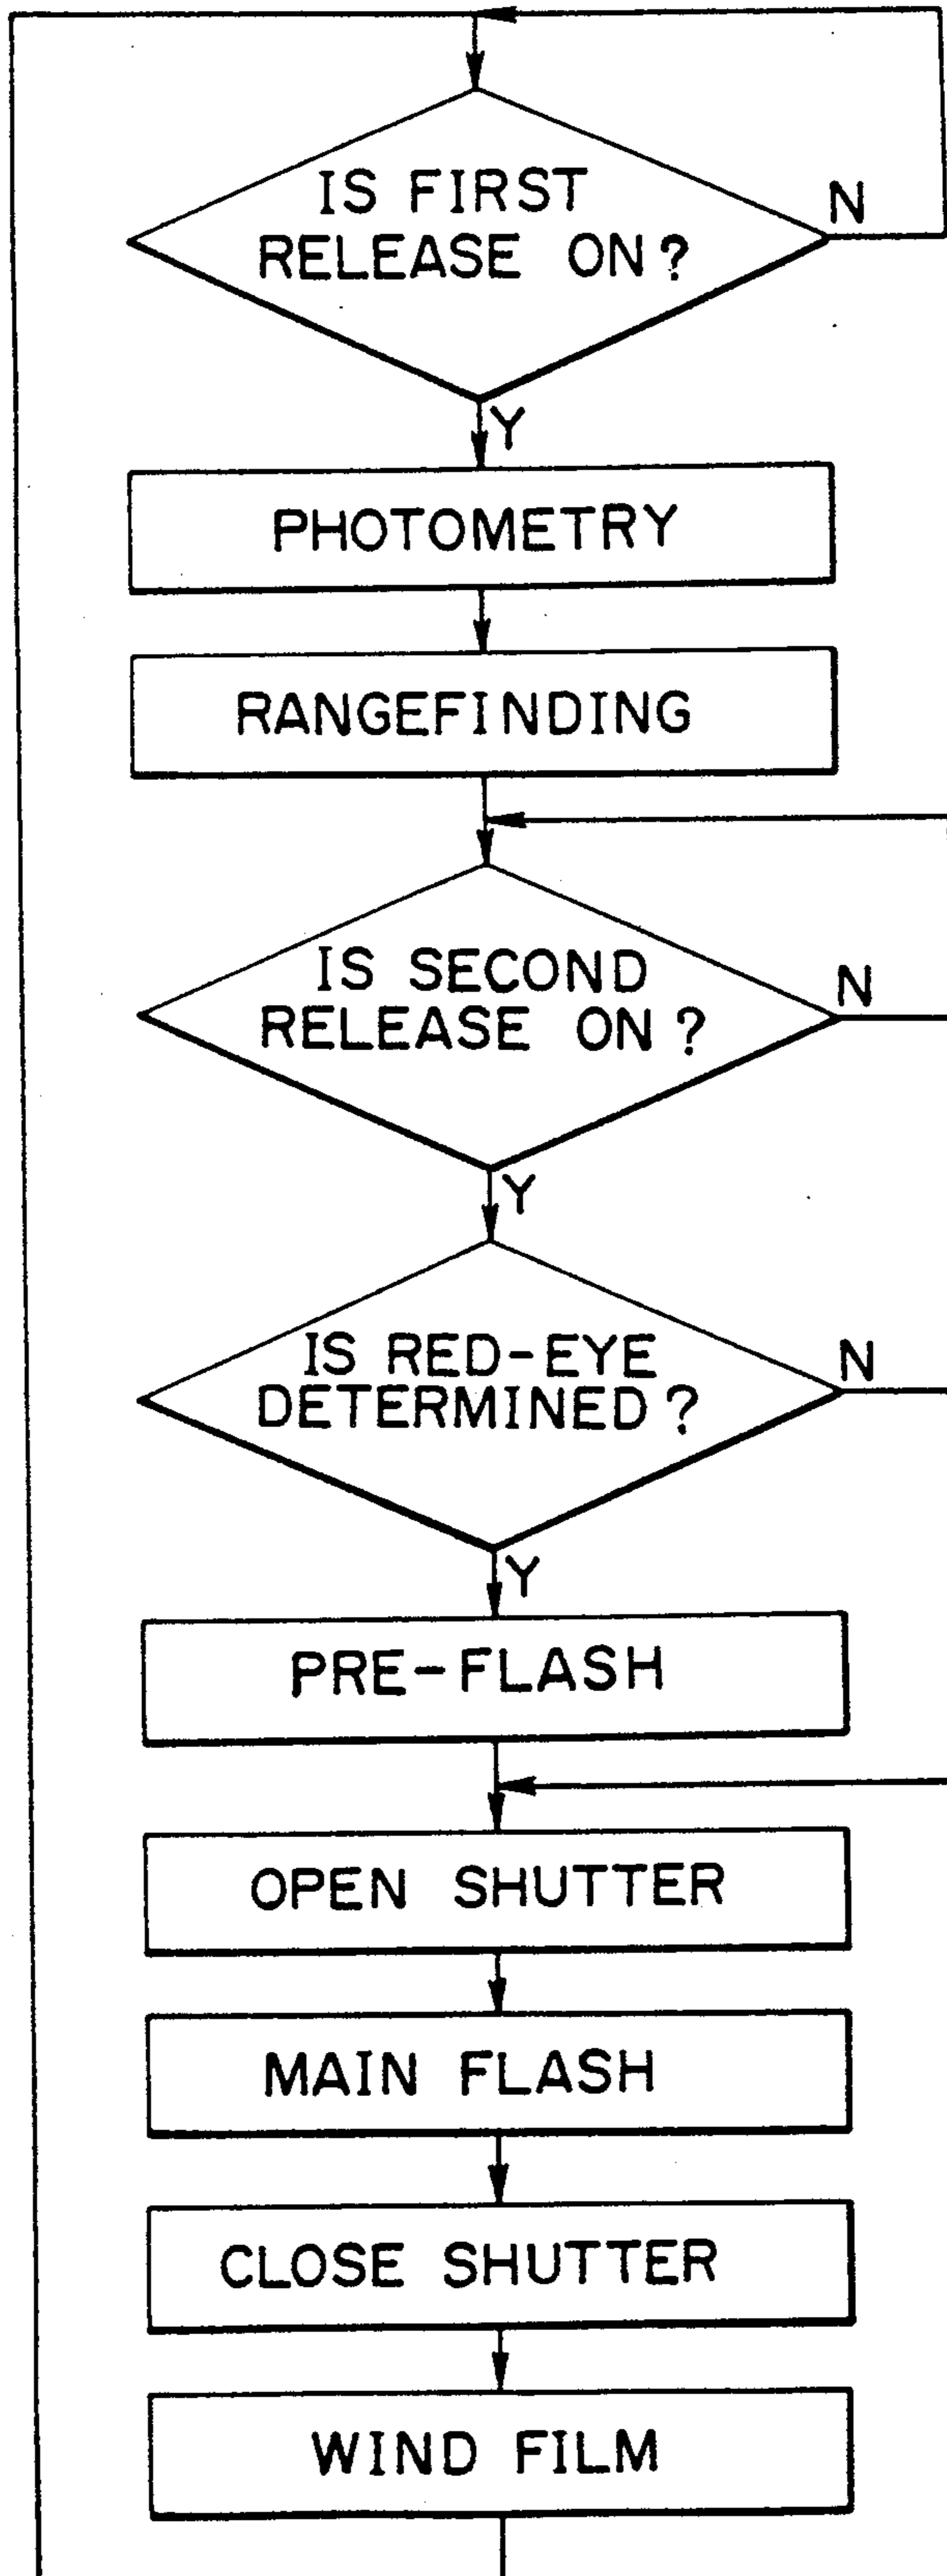 IS FIRST
RELEASE ON?
N
Y
PHOTOMETRY
RANGEFINDING
IS SECOND
RELEASE ON?
N
Y
IS RED-EYE
DETERMINED?
N
Y
PRE-FLASH
OPEN SHUTTER
MAIN FLASH
CLOSE SHUTTER
WIND FILM